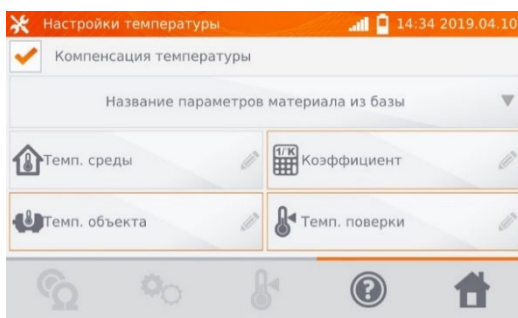 Настройки температуры 14:34 2019.04.10
Компенсация температуры
Название параметров материала из базы
Темп. среды
1/K Коэффициент
Темп. объекта
Темп. поверки
Ω ?